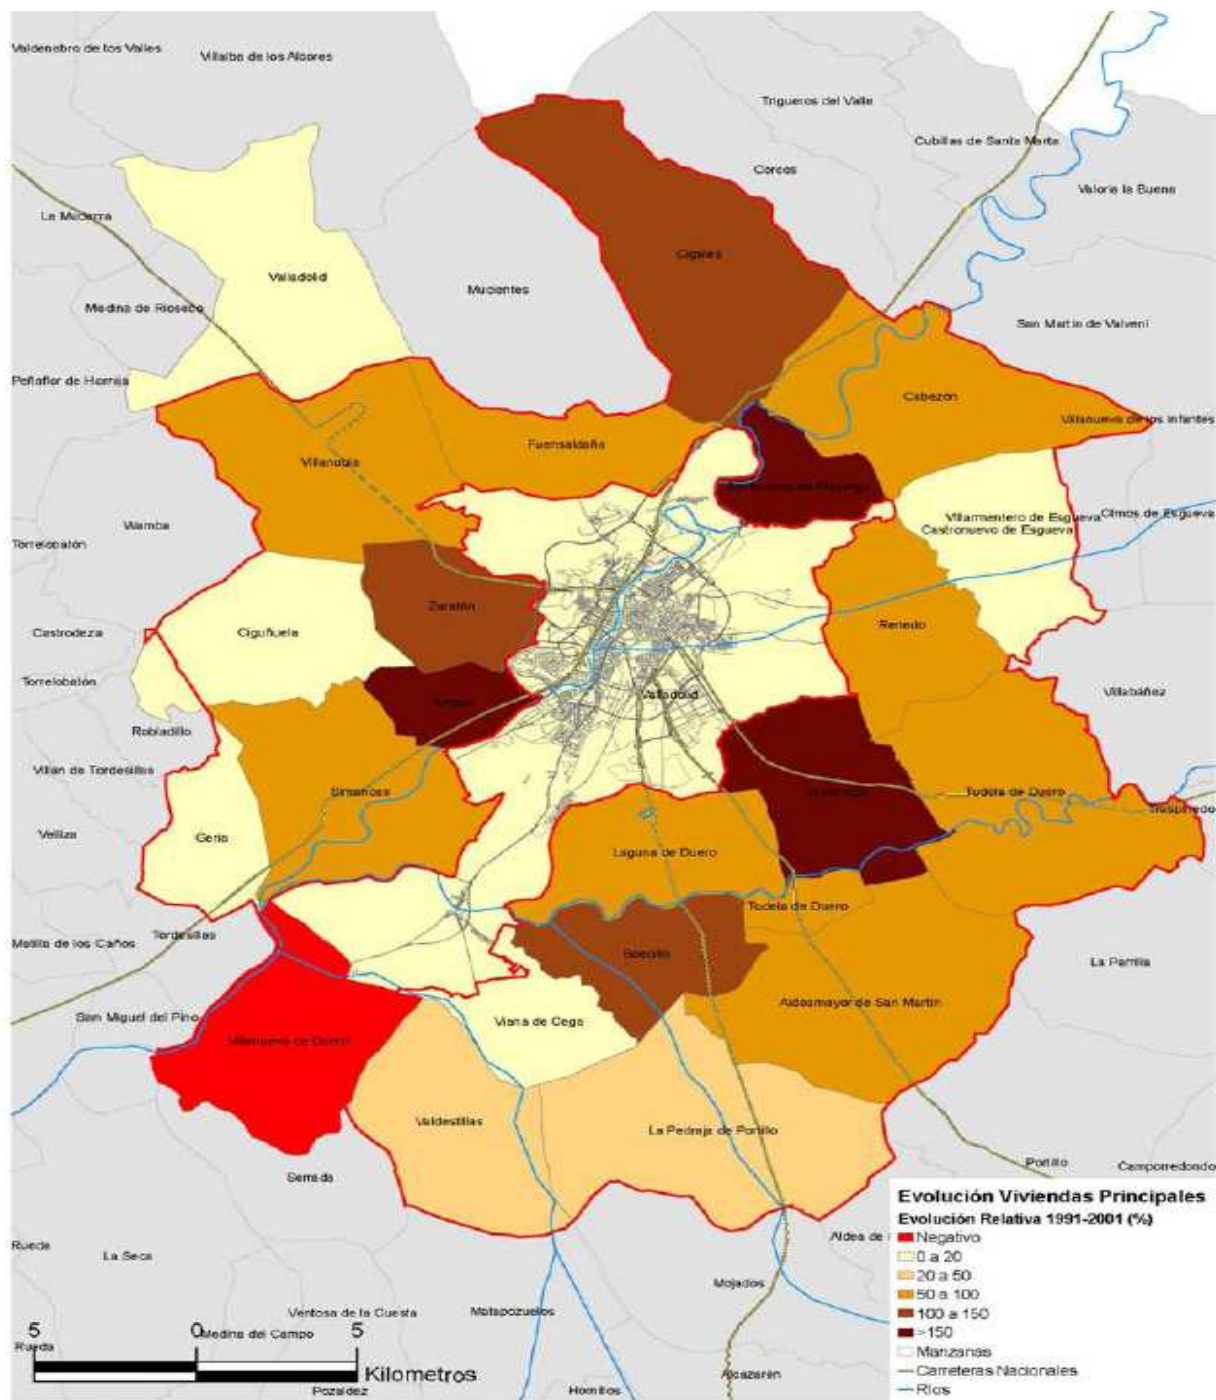 Valdenebro de los Valles
Villalba de los Alcores
Trigueros del Valle
Cubillas de Santa Marta
Corcos
Valoria la Buena
La Mudarra
Cigales
Valladolid
Mucientes
Medina de Rioseco
San Martín de Valvení
Peñaflor de Hornija
Cabezón
Villanueva de los Infantes
Fuensaldaña
Villanubla
Wamba
Villarmentero de Esgueva
Olmos de Esgueva
Castronuevo de Esgueva
Torrelobatón
Zaratán
Castrodeza
Ciguñuela
Renedo
Torrelobatón
Valladolid
Villabáñez
Robladillo
Villán de Tordesillas
Simancas
Tudela de Duero
Traspinedo
Velliza
Geria
Laguna de Duero
Tudela de Duero
Matilla de los Caños
Tordesillas
Boecillo
La Parrilla
Aldeamayor de San Martín
San Miguel del Pino
Viana de Cega
Villanueva de Duero
Valdestillas
La Pedraja de Portillo
Portillo
Camporredondo
Serrada
Rueda
La Seca
Aldea de
Mojados
Ventosa de la Cuesta
Matapozuelos
Medina del Campo
Rueda
Alcazarén
Pozaldez
Hornillos
5 0 5
Kilometros
Evolución Viviendas Principales
Evolución Relativa 1991-2001 (%)
Negativo
0 a 20
20 a 50
50 a 100
100 a 150
>150
Manzanas
Carreteras Nacionales
Ríos